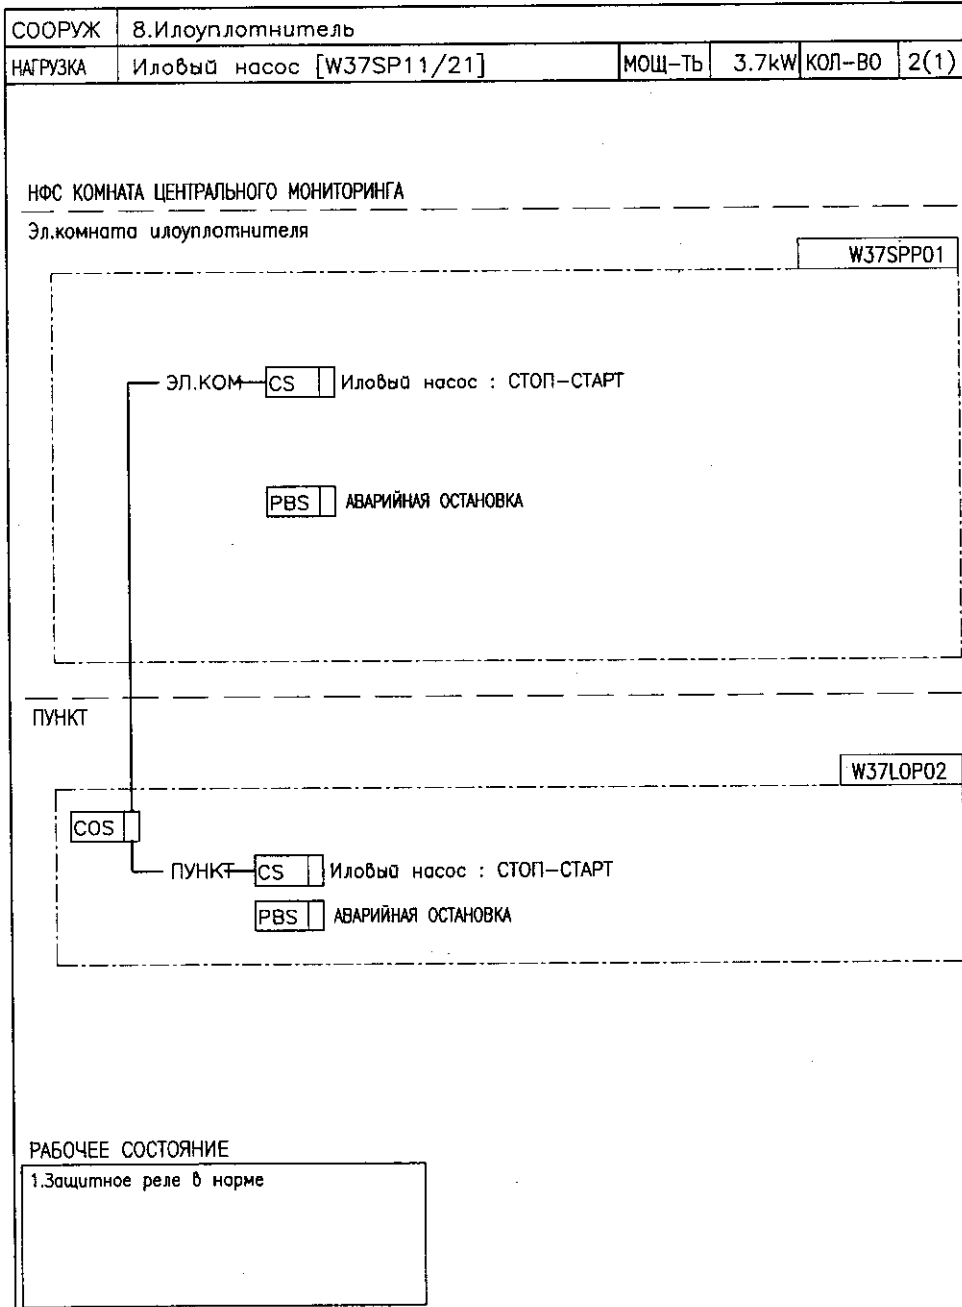 СООРУЖ 8.Илоуплотнитель
НАГРУЗКА Иловый насос [W37SP11/21] МОЩ-ТЬ 3.7kW КОЛ-ВО 2(1)
НФС КОМНАТА ЦЕНТРАЛЬНОГО МОНИТОРИНГА
Эл.комната илоуплотнителя
W37SPP01
ЭЛ.КОМ CS Иловый насос : СТОП-СТАРТ
PBS АВАРИЙНАЯ ОСТАНОВКА
ПУНКТ
W37LOP02
COS
ПУНКТ CS Иловый насос : СТОП-СТАРТ
PBS АВАРИЙНАЯ ОСТАНОВКА
РАБОЧЕЕ СОСТОЯНИЕ
1.Защитное реле в норме